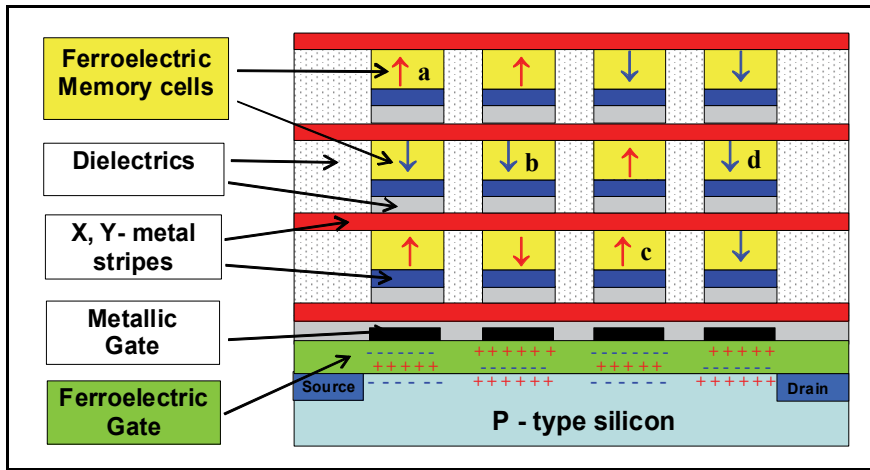 Ferroelectric
Memory cells
Dielectrics
X, Y- metal
stripes
Metallic
Gate
Ferroelectric
Gate
a
b
d
c
- - - - - - - + + + + + + - - - - - - - + + + + +
+ + + + + - - - - - - - + + + + + - - - - - -
Source - - - - - - + + + + + + - - - - - - + + + + + + Drain
P - type silicon